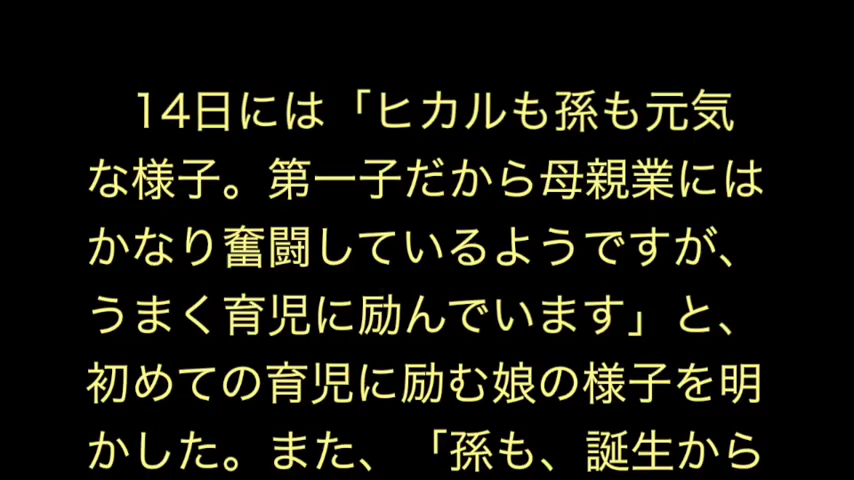 14日には「ヒカルも孫も元気
な様子。第一子だから母親業には
かなり奮闘しているようですが、
うまく育児に励んでいます」と、
初めての育児に励む娘の様子を明
かした。また、「孫も、誕生から